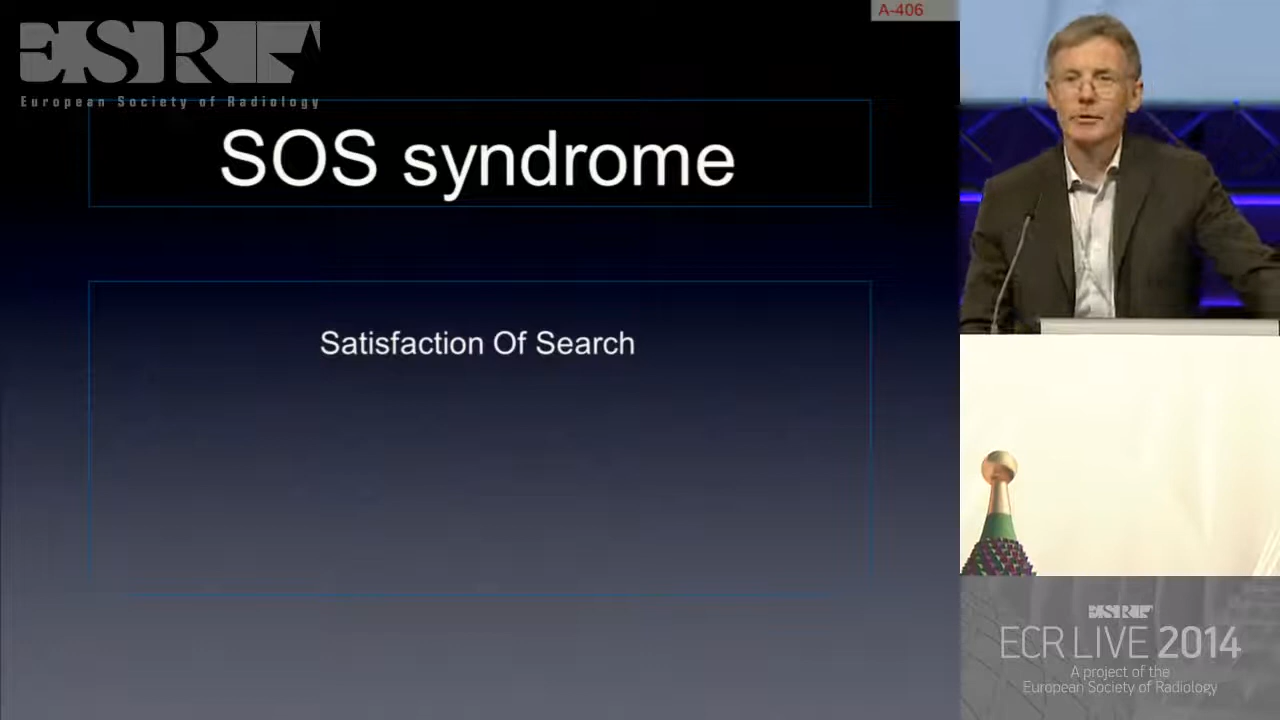 A-406
ESR
European Society of Radiology
SOS syndrome
Satisfaction Of Search
ESR
ECR LIVE 2014
A project of the
European Society of Radiology